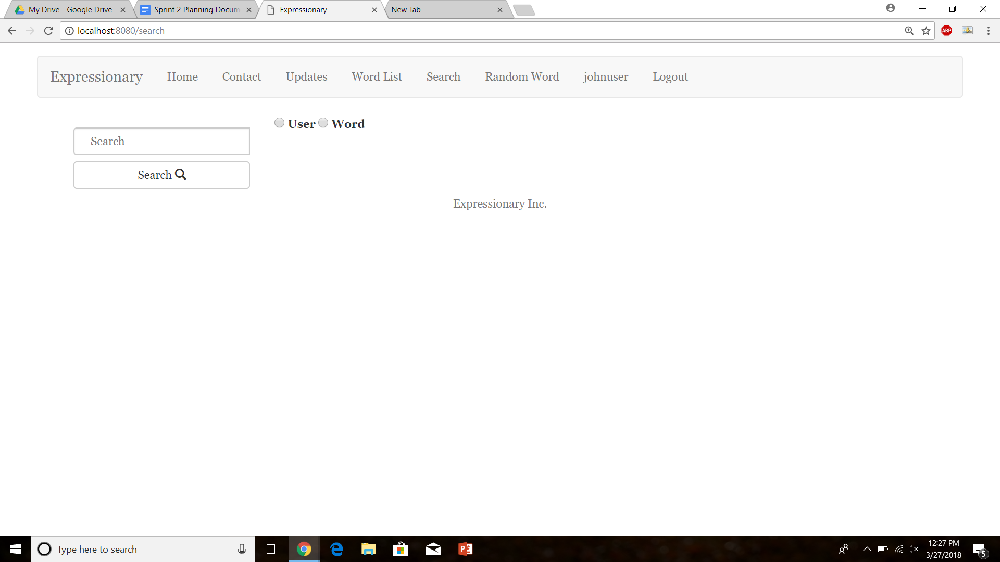 My Drive - Google Drive
Sprint 2 Planning Docum
Expressionary
New Tab
localhost:8080/search
ABP
Expressionary Home Contact Updates Word List Search Random Word johnuser Logout
User Word
Search
Search
Expressionary Inc.
Type here to search
P
12:27 PM
3/27/2018
5